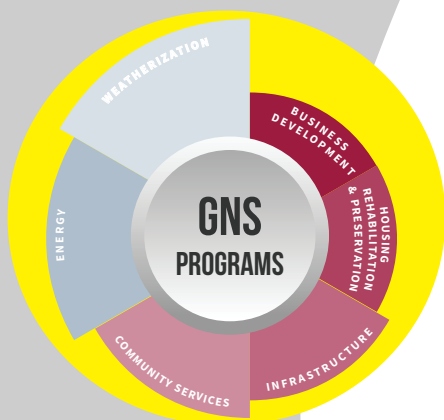 WEATHERIZATION
BUSINESS
DEVELOPMENT
HOUSING
REHABILITATION
& PRESERVATION
INFRASTRUCTURE
COMMUNITY SERVICES
ENERGY
GNS
PROGRAMS